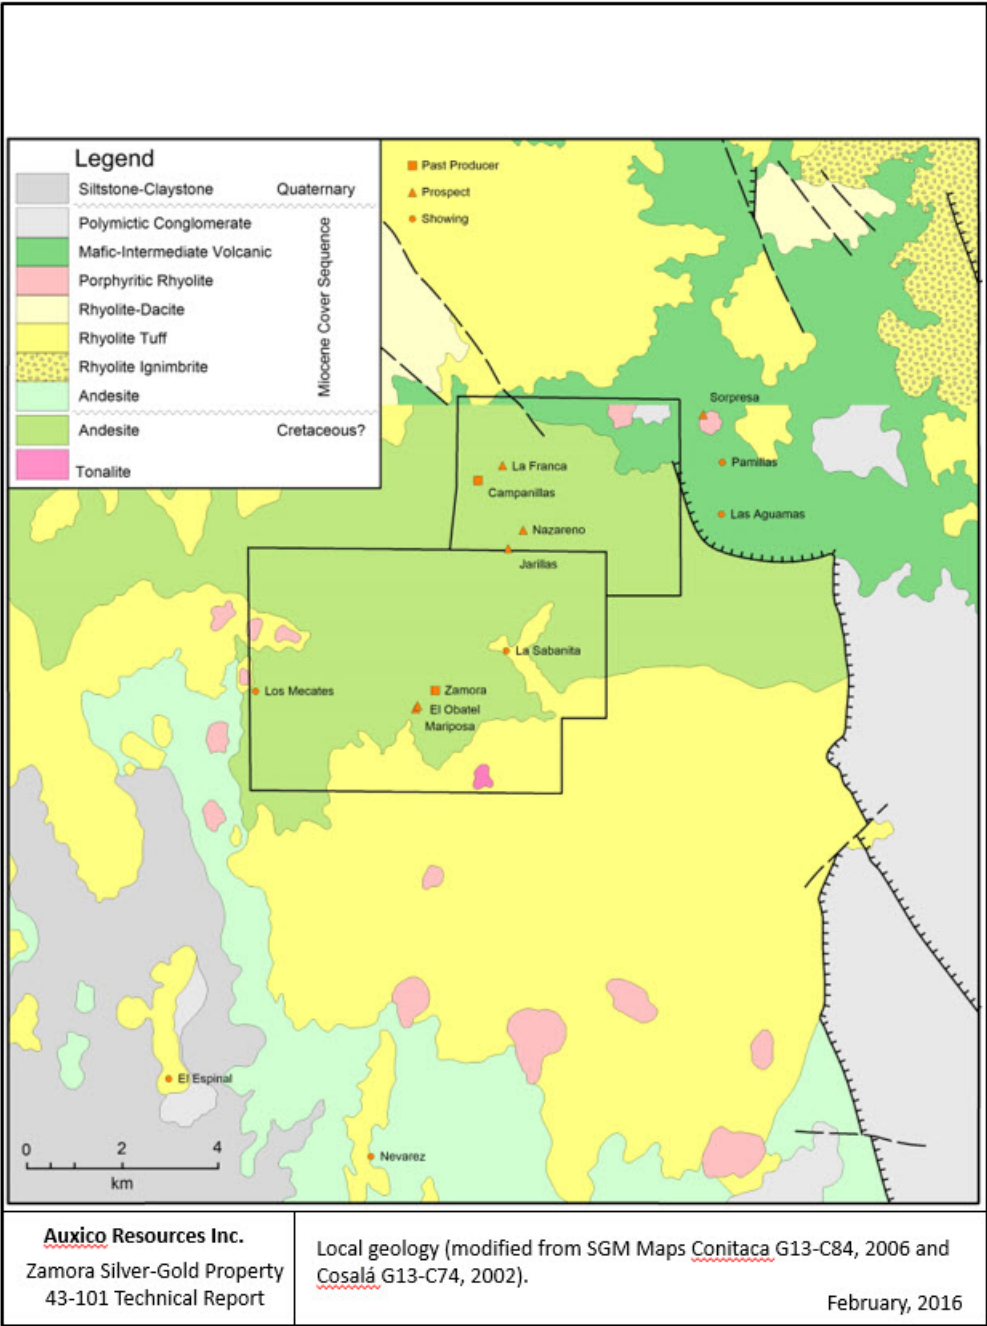 Legend
Siltstone-Claystone Quaternary
Polymictic Conglomerate
Mafic-Intermediate Volcanic
Porphyritic Rhyolite
Rhyolite-Dacite
Rhyolite Tuff
Rhyolite Ignimbrite
Andesite
Miocene Cover Sequence
Andesite Cretaceous?
Tonalite
Past Producer
Prospect
Showing
Sorpresa
Pamillas
Las Aguamas
La Franca
Campanillas
Nazareno
Jarillas
La Sabanita
Los Mecates
Zamora
El Obatel
Mariposa
El Espinal
Nevarez
0 2 4
km
Auxico Resources Inc.
Zamora Silver-Gold Property
43-101 Technical Report
Local geology (modified from SGM Maps Conitaca G13-C84, 2006 and
Cosalá G13-C74, 2002).
February, 2016